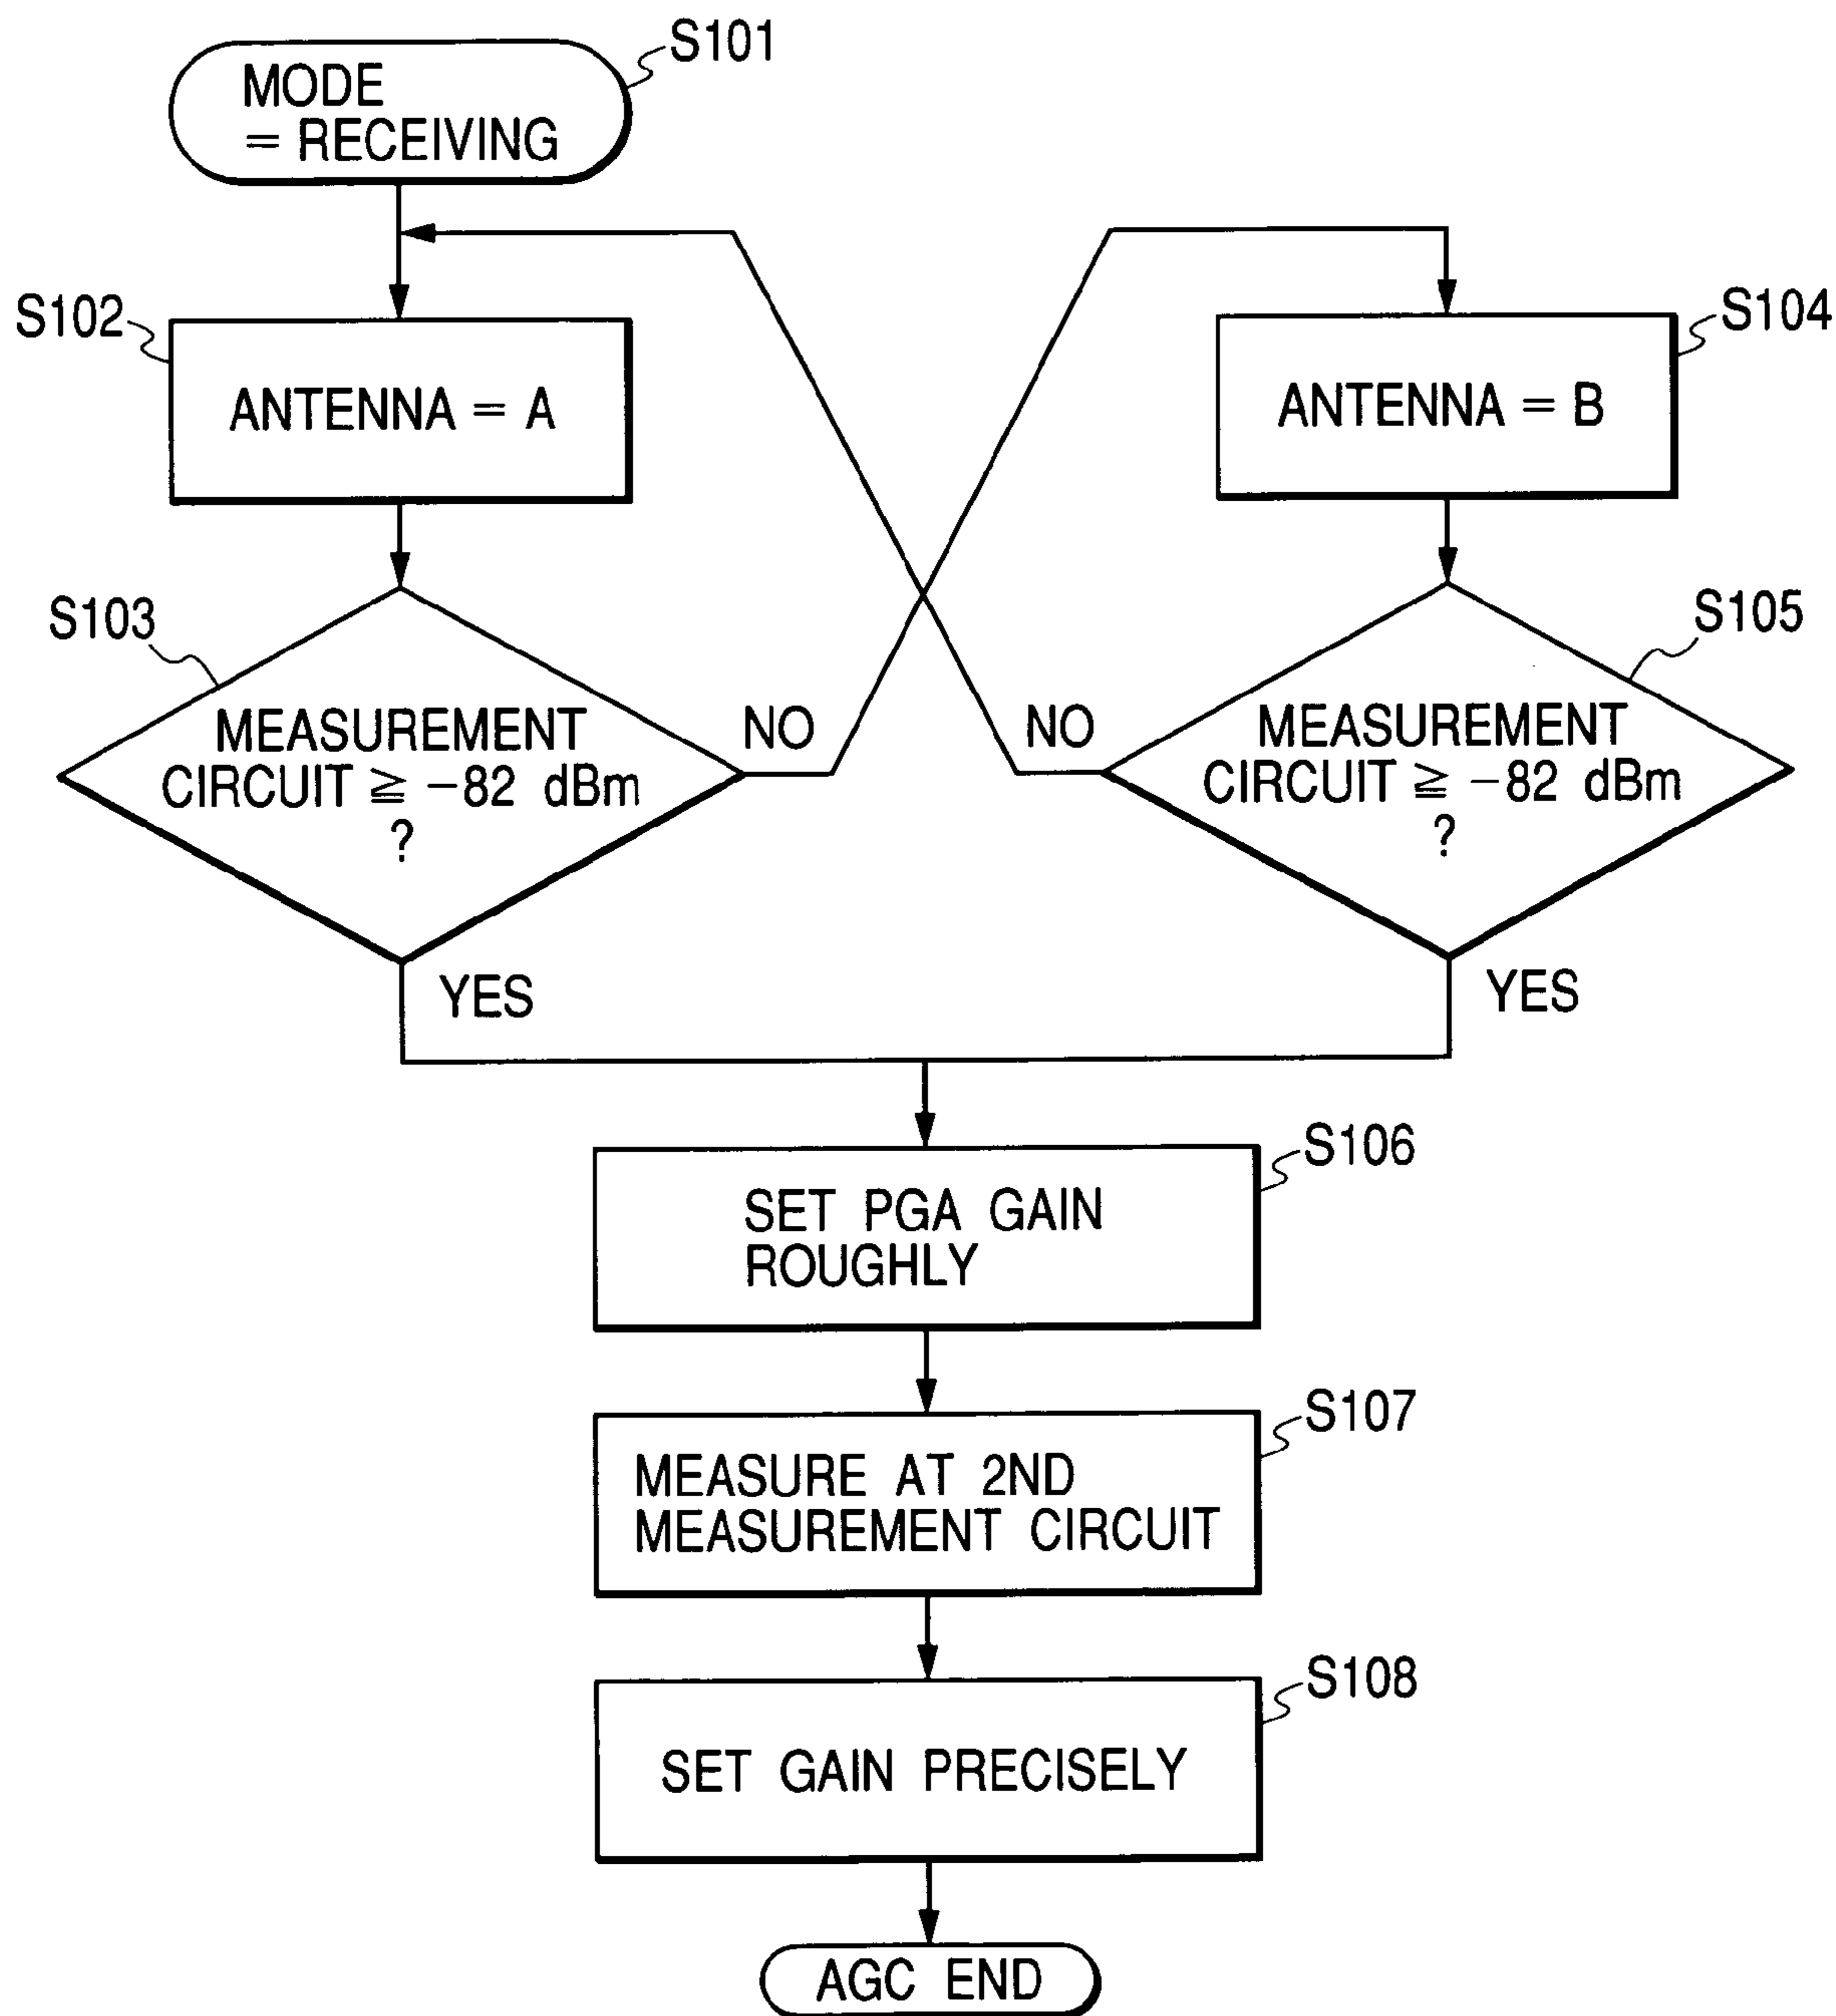 S101
MODE
= RECEIVING
S102
ANTENNA = A
S104
ANTENNA = B
S103
MEASUREMENT
CIRCUIT ≧ −82 dBm
?
NO
YES
S105
NO
MEASUREMENT
CIRCUIT ≧ −82 dBm
?
YES
S106
SET PGA GAIN
ROUGHLY
S107
MEASURE AT 2ND
MEASUREMENT CIRCUIT
S108
SET GAIN PRECISELY
AGC END